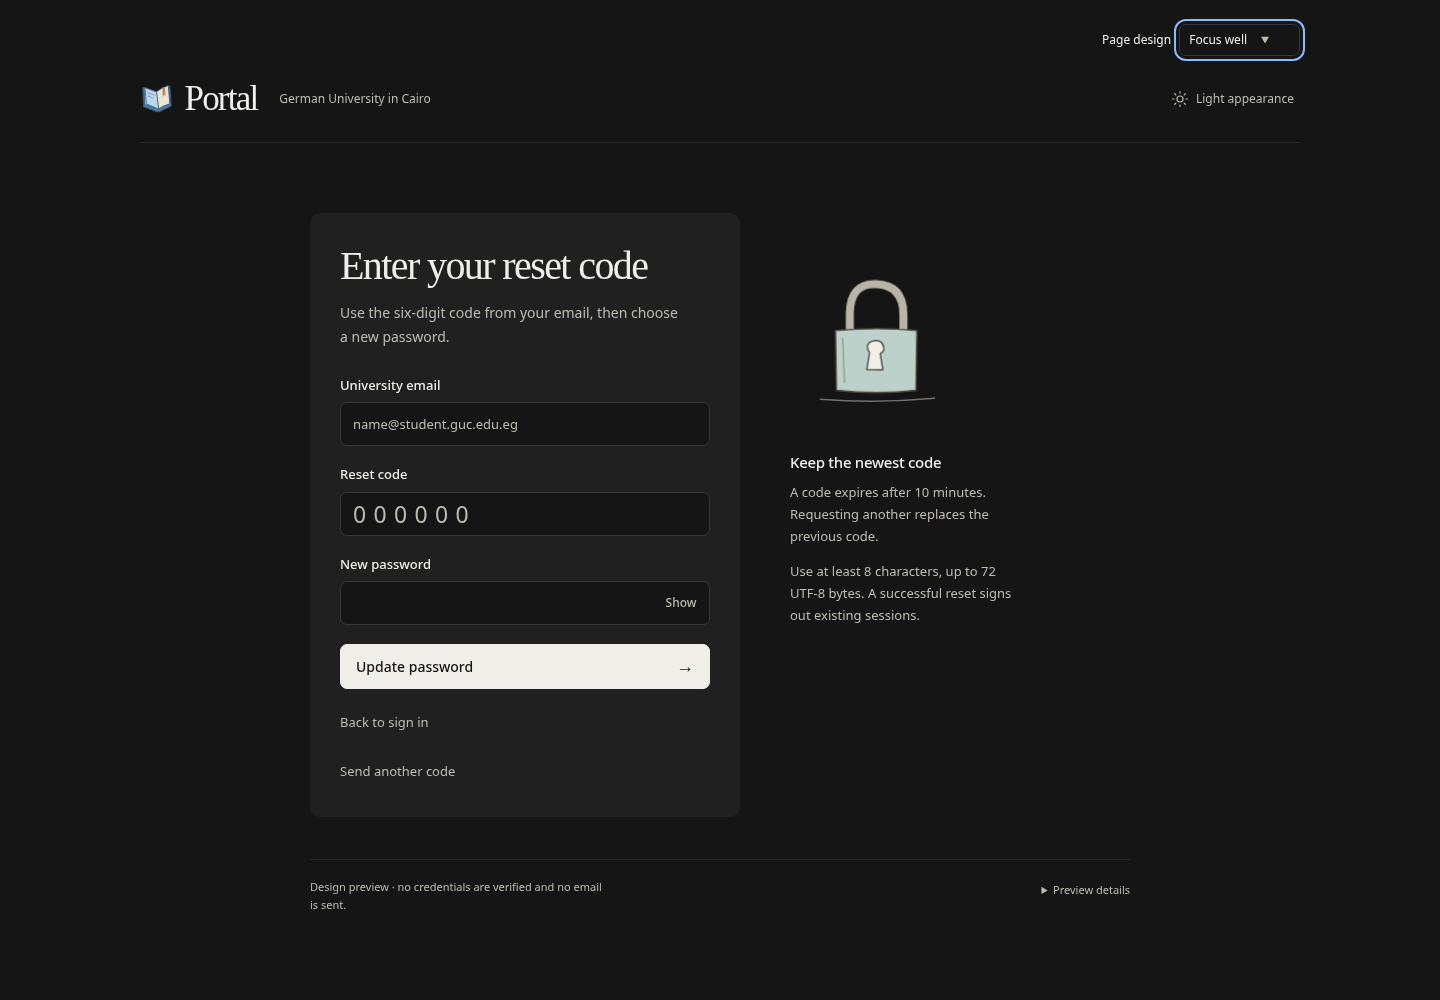 Page design
Focus well
Portal
German University in Cairo
Light appearance
Enter your reset code
Use the six-digit code from your email, then choose
a new password.
University email
name@student.guc.edu.eg
Reset code
000000
New password
Show
Update password →
Back to sign in
Send another code
Keep the newest code
A code expires after 10 minutes.
Requesting another replaces the
previous code.
Use at least 8 characters, up to 72
UTF-8 bytes. A successful reset signs
out existing sessions.
Design preview · no credentials are verified and no email
is sent.
Preview details